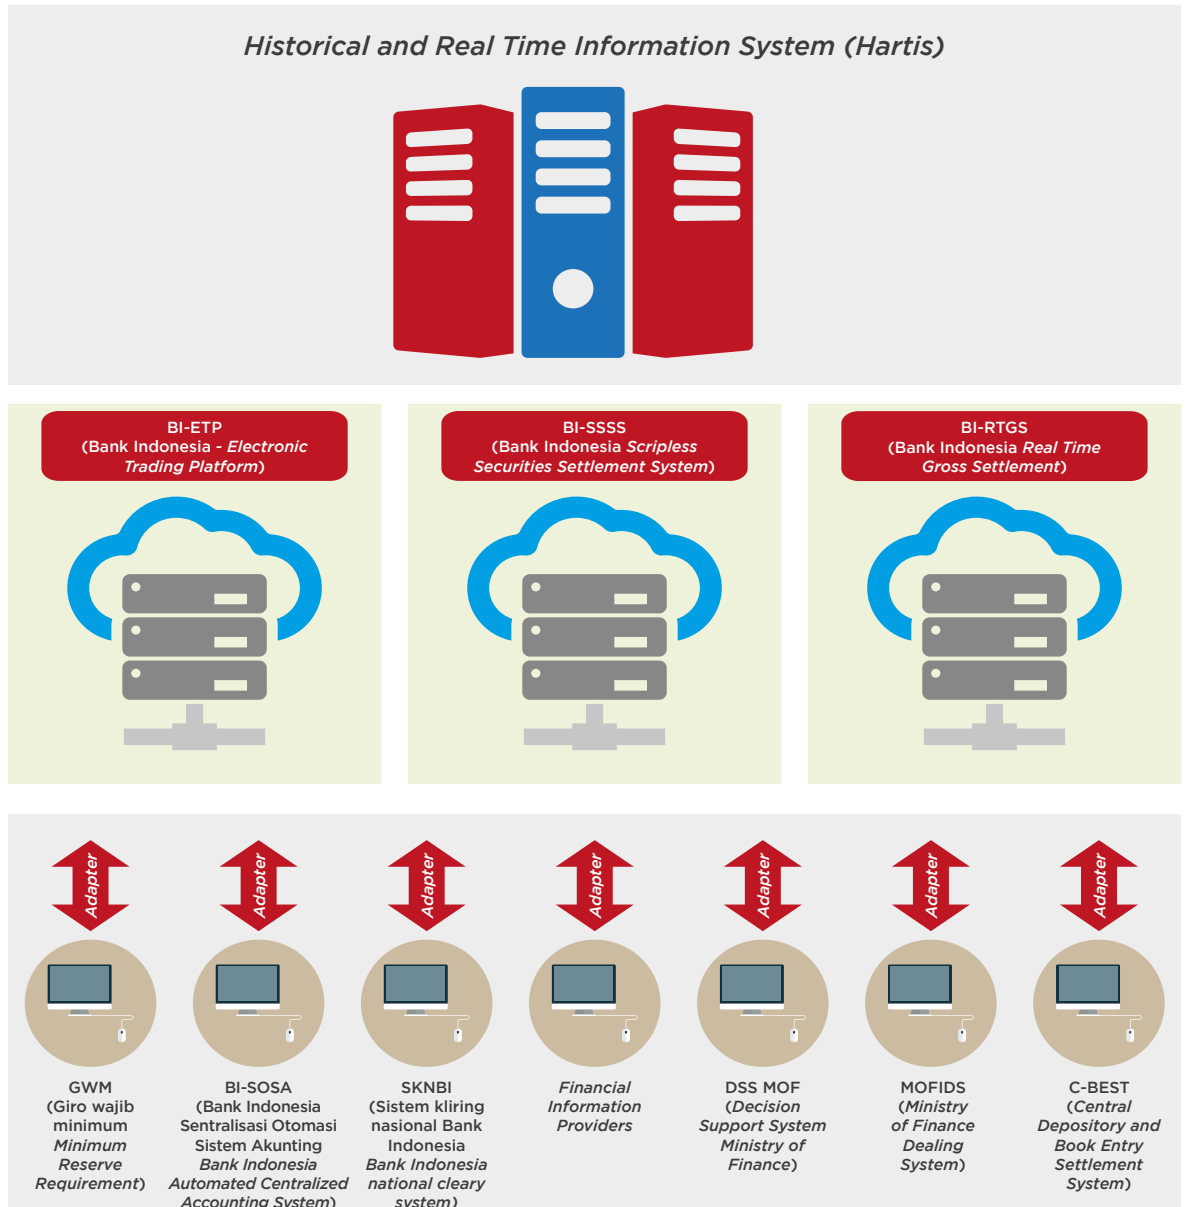 Historical and Real Time Information System (Hartis)
BI-ETP
(Bank Indonesia - Electronic
Trading Platform)
BI-SSSS
(Bank Indonesia Scripless
Securities Settlement System)
BI-RTGS
(Bank Indonesia Real Time
Gross Settlement)
Adapter
Adapter
Adapter
Adapter
Adapter
Adapter
Adapter
GWM
(Giro wajib
minimum
Minimum
Reserve
Requirement)
BI-SOSA
(Bank Indonesia
Sentralisasi Otomasi
Sistem Akunting
Bank Indonesia
Automated Centralized
Accounting System)
SKNBI
(Sistem kliring
nasional Bank
Indonesia
Bank Indonesia
national cleary
system)
Financial
Information
Providers
DSS MOF
(Decision
Support System
Ministry of
Finance)
MOFIDS
(Ministry
of Finance
Dealing
System)
C-BEST
(Central
Depository and
Book Entry
Settlement
System)